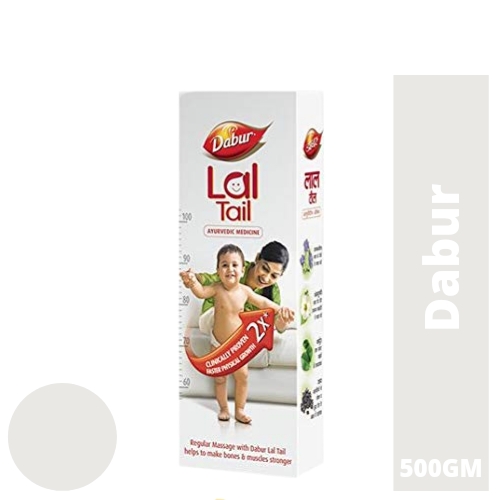 Dabur
Lal
Tail
AYURVEDIC MEDICINE
100
90
80
70
60
CLINICALLY PROVEN
FASTER PHYSICAL GROWTH
2X*
Regular Massage with Dabur Lal Tail
helps to make bones & muscles stronger
लाल
तैल
Dabur
500GM